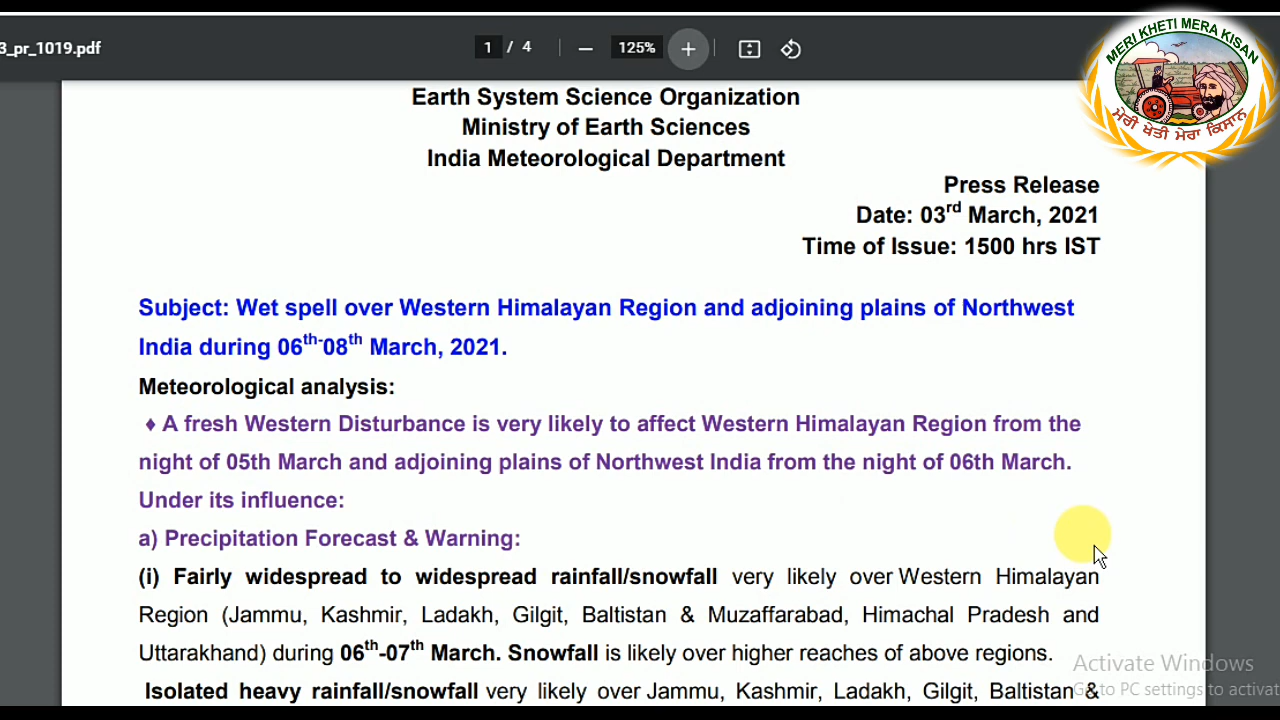 3_pr_1019.pdf
1 / 4
125%
MERI KHETI MERA KISAN
ਮੇਰੀ ਖੇਤੀ ਮੇਰਾ ਕਿਸਾਨ
Earth System Science Organization
Ministry of Earth Sciences
India Meteorological Department
Press Release
Date: 03rd March, 2021
Time of Issue: 1500 hrs IST
Subject: Wet spell over Western Himalayan Region and adjoining plains of Northwest
India during 06th-08th March, 2021.
Meteorological analysis:
♦ A fresh Western Disturbance is very likely to affect Western Himalayan Region from the
night of 05th March and adjoining plains of Northwest India from the night of 06th March.
Under its influence:
a) Precipitation Forecast & Warning:
(i) Fairly widespread to widespread rainfall/snowfall very likely over Western Himalayan
Region (Jammu, Kashmir, Ladakh, Gilgit, Baltistan & Muzaffarabad, Himachal Pradesh and
Uttarakhand) during 06th-07th March. Snowfall is likely over higher reaches of above regions.
Isolated heavy rainfall/snowfall very likely over Jammu, Kashmir, Ladakh, Gilgit, Baltistan &
Activate Windows
Go to PC settings to activat